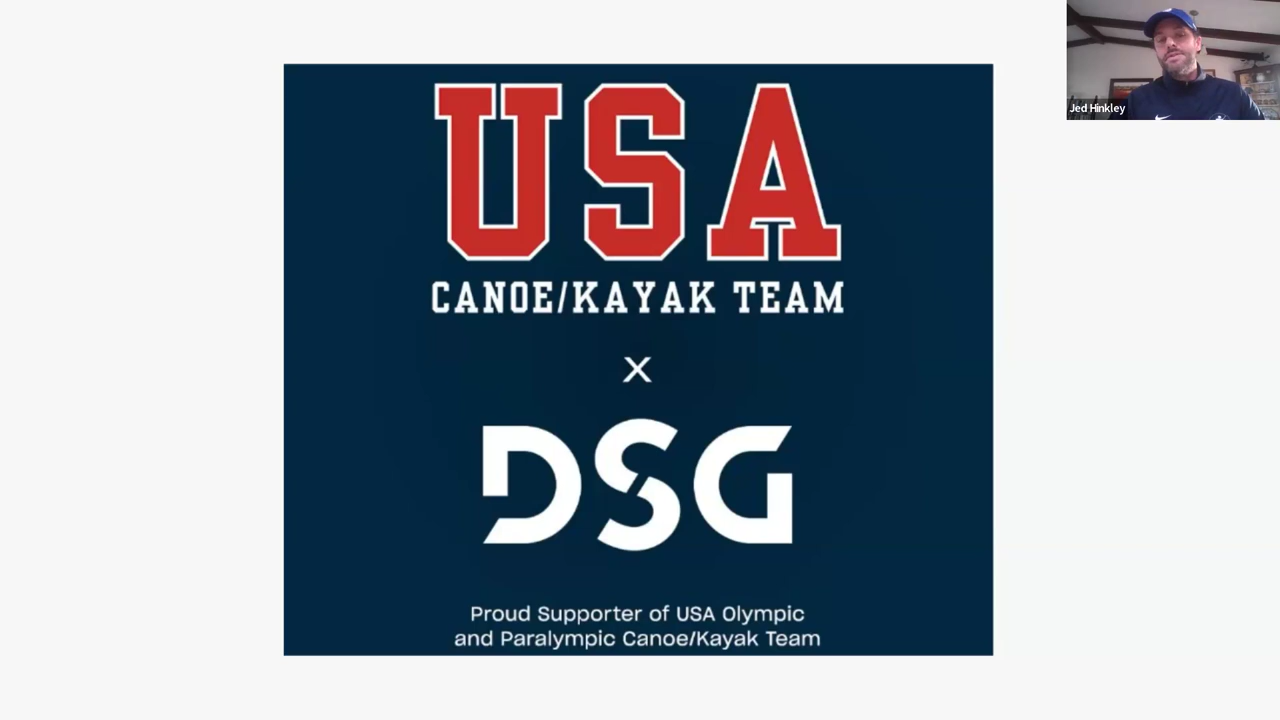 USA
CANOE/KAYAK TEAM
X
DSG
Proud Supporter of USA Olympic
and Paralympic Canoe/Kayak Team
Jed Hinkley